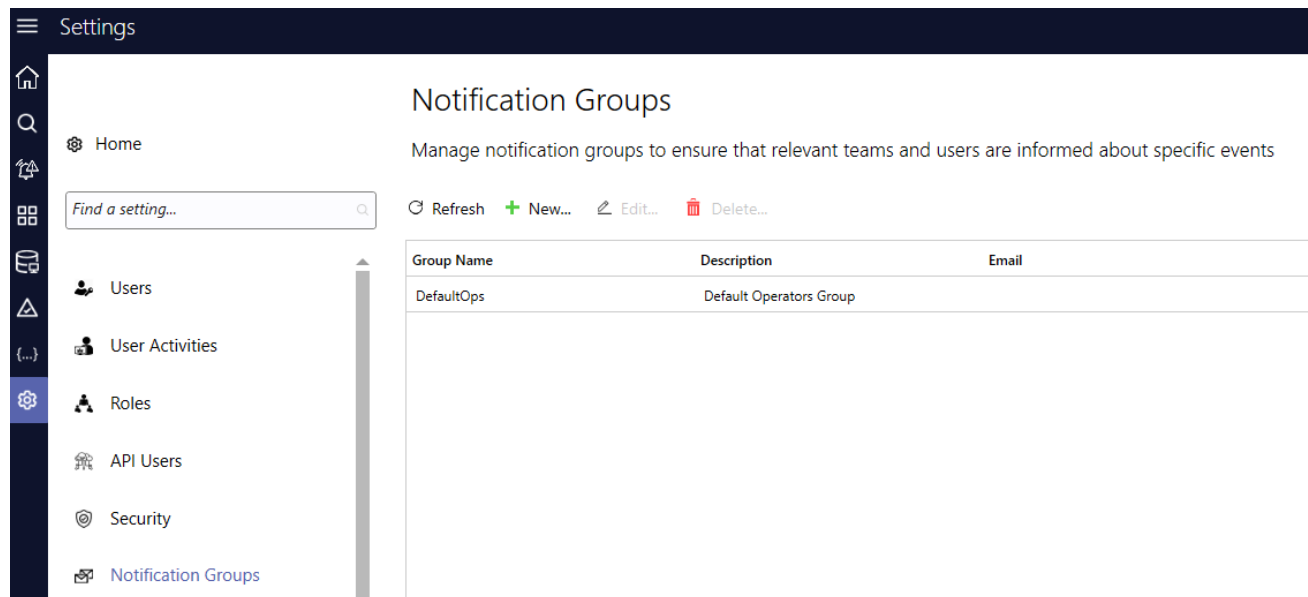 Settings
Home
Find a setting...
Users
User Activities
Roles
API Users
Security
Notification Groups
{...}
Notification Groups
Manage notification groups to ensure that relevant teams and users are informed about specific events
Refresh New... Edit... Delete...
Group Name Description Email
DefaultOps Default Operators Group